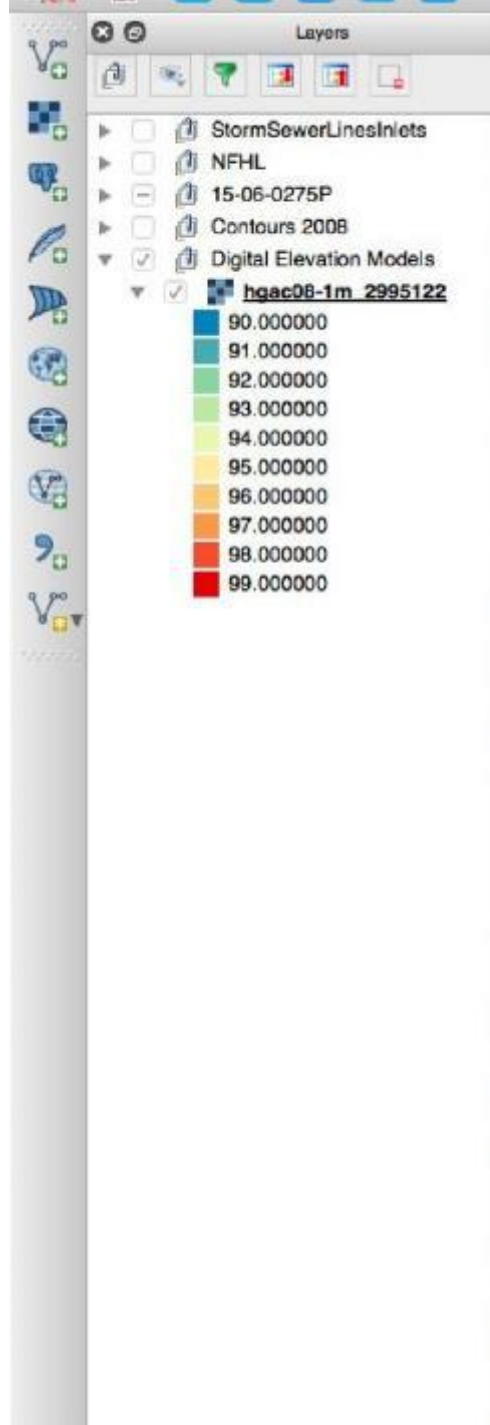 Layers
StormSewerLinesInlets
NFHL
15-06-0275P
Contours 2008
Digital Elevation Models
hgac08-1m_2995122
90.000000
91.000000
92.000000
93.000000
94.000000
95.000000
96.000000
97.000000
98.000000
99.000000